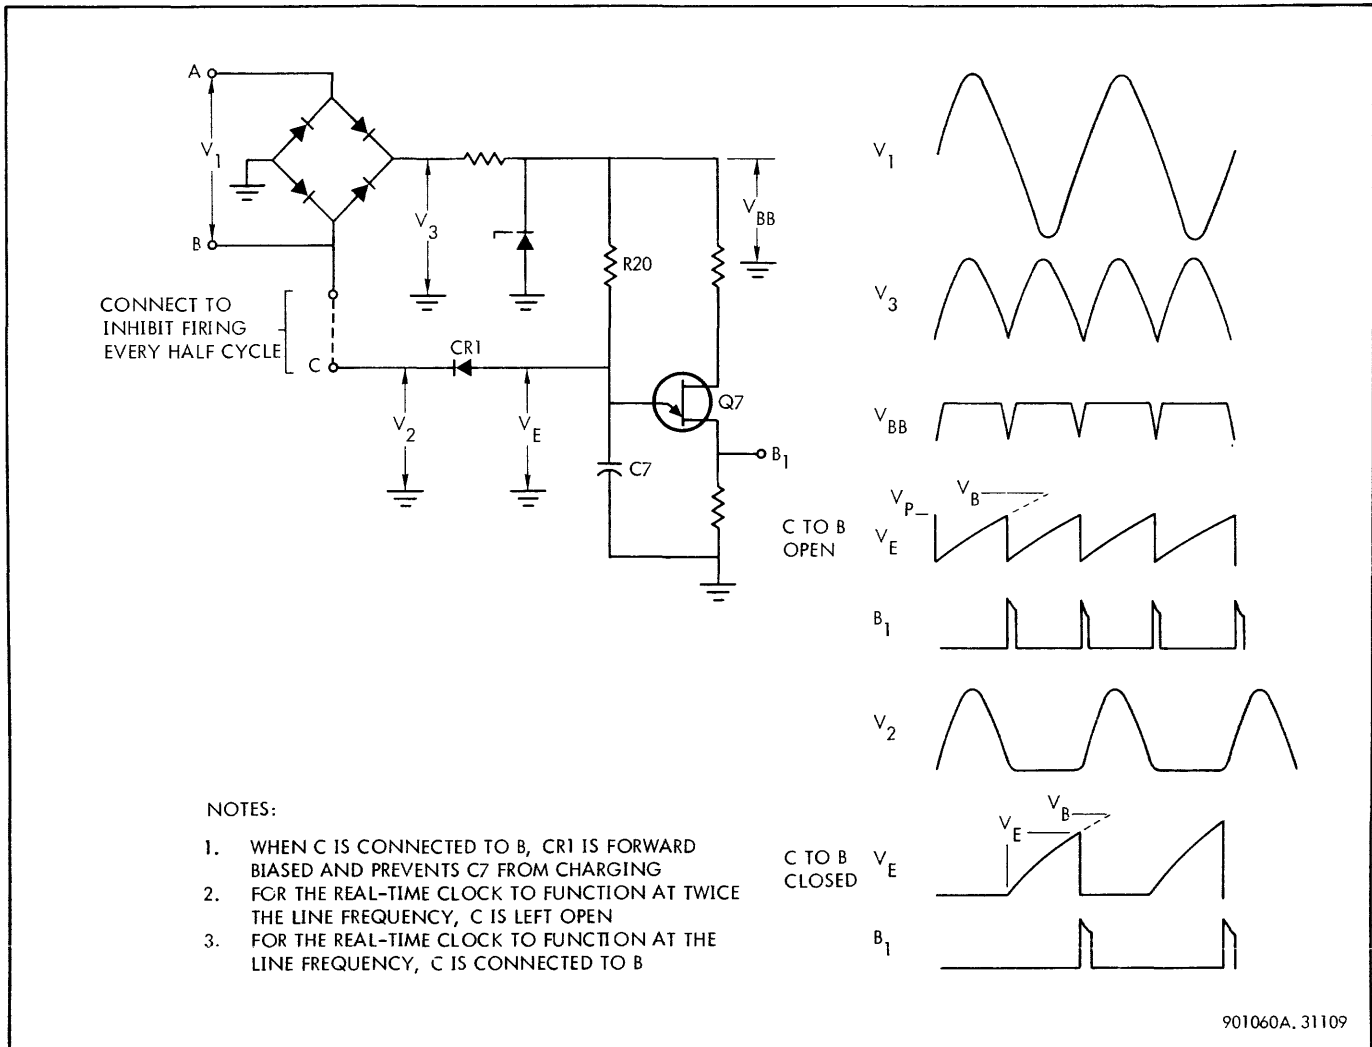 A
V1
B
CONNECT TO
INHIBIT FIRING
EVERY HALF CYCLE
C
V2
CR1
VE
V3
R20
C7
Q7
VBB
B1
V1
V3
VBB
VP
VB
C TO B
OPEN
VE
B1
V2
VE
VB
C TO B
CLOSED
VE
B1
NOTES:
1. WHEN C IS CONNECTED TO B, CR1 IS FORWARD
BIASED AND PREVENTS C7 FROM CHARGING
2. FOR THE REAL-TIME CLOCK TO FUNCTION AT TWICE
THE LINE FREQUENCY, C IS LEFT OPEN
3. FOR THE REAL-TIME CLOCK TO FUNCTION AT THE
LINE FREQUENCY, C IS CONNECTED TO B
901060A. 31109